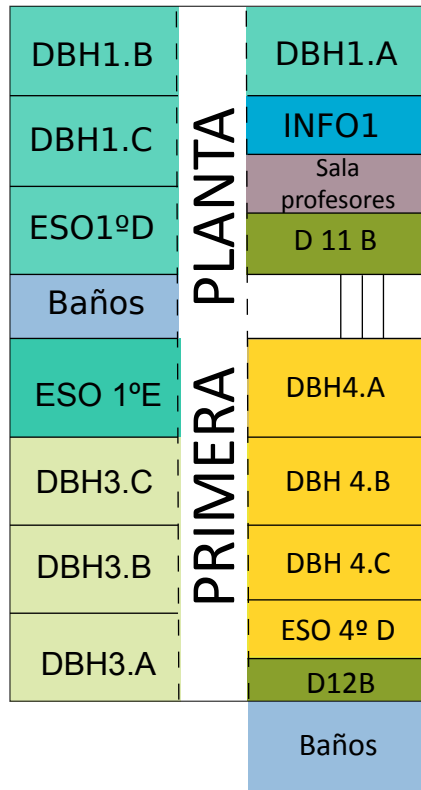 DBH1.B
DBH1.C
ESO1ºD
Baños
ESO 1ºE
DBH3.C
DBH3.B
DBH3.A
PRIMERA PLANTA
DBH1.A
INFO1
Sala
profesores
D 11 B
DBH4.A
DBH 4.B
DBH 4.C
ESO 4º D
D12B
Baños